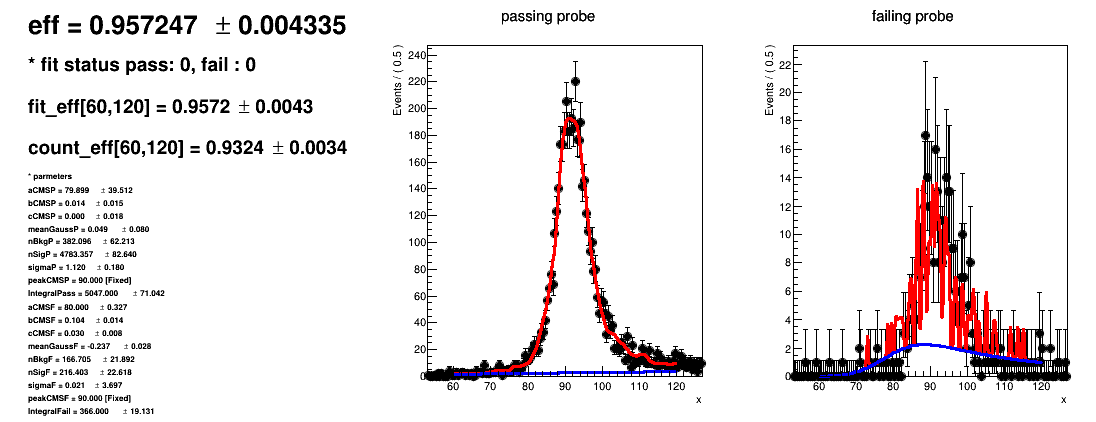 eff = 0.957247 ± 0.004335
* fit status pass: 0, fail : 0
fit_eff[60,120] = 0.9572 ± 0.0043
count_eff[60,120] = 0.9324 ± 0.0034
* parmeters
aCMSP = 79.899 ± 39.512
bCMSP = 0.014 ± 0.015
cCMSP = 0.000 ± 0.018
meanGaussP = 0.049 ± 0.080
nBkgP = 382.096 ± 62.213
nSigP = 4783.357 ± 82.640
sigmaP = 1.120 ± 0.180
peakCMSP = 90.000 [Fixed]
IntegralPass = 5047.000 ± 71.042
aCMSF = 80.000 ± 0.327
bCMSF = 0.104 ± 0.014
cCMSF = 0.030 ± 0.008
meanGaussF = -0.237 ± 0.028
nBkgF = 166.705 ± 21.892
nSigF = 216.403 ± 22.618
sigmaF = 0.021 ± 3.697
peakCMSF = 90.000 [Fixed]
IntegralFail = 366.000 ± 19.131
passing probe
Events / ( 0.5 )
240
220
200
180
160
140
120
100
80
60
40
20
0
60 70 80 90 100 110 120
x
failing probe
Events / ( 0.5 )
22
20
18
16
14
12
10
8
6
4
2
0
60 70 80 90 100 110 120
x